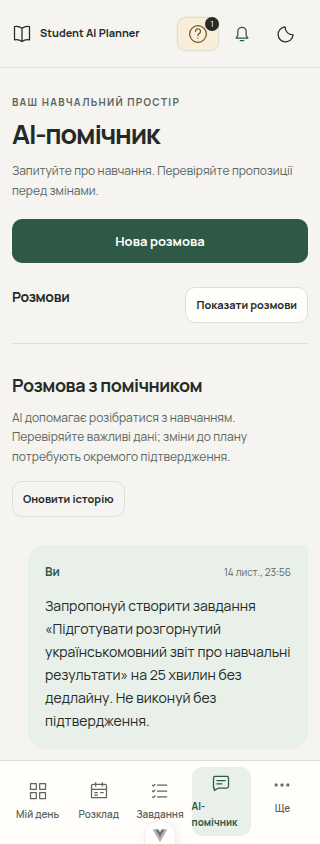 Student AI Planner
1
ВАШ НАВЧАЛЬНИЙ ПРОСТІР
AI-помічник
Запитуйте про навчання. Перевіряйте пропозиції
перед змінами.
Нова розмова
Розмови
Показати розмови
Розмова з помічником
AI допомагає розібратися з навчанням.
Перевіряйте важливі дані; зміни до плану
потребують окремого підтвердження.
Оновити історію
Ви
14 лист., 23:56
Запропонуй створити завдання
«Підготувати розгорнутий
українськомовний звіт про навчальні
результати» на 25 хвилин без
дедлайну. Не виконуй без
підтвердження.
Мій день
Розклад
Завдання
AI-
помічник
Ще